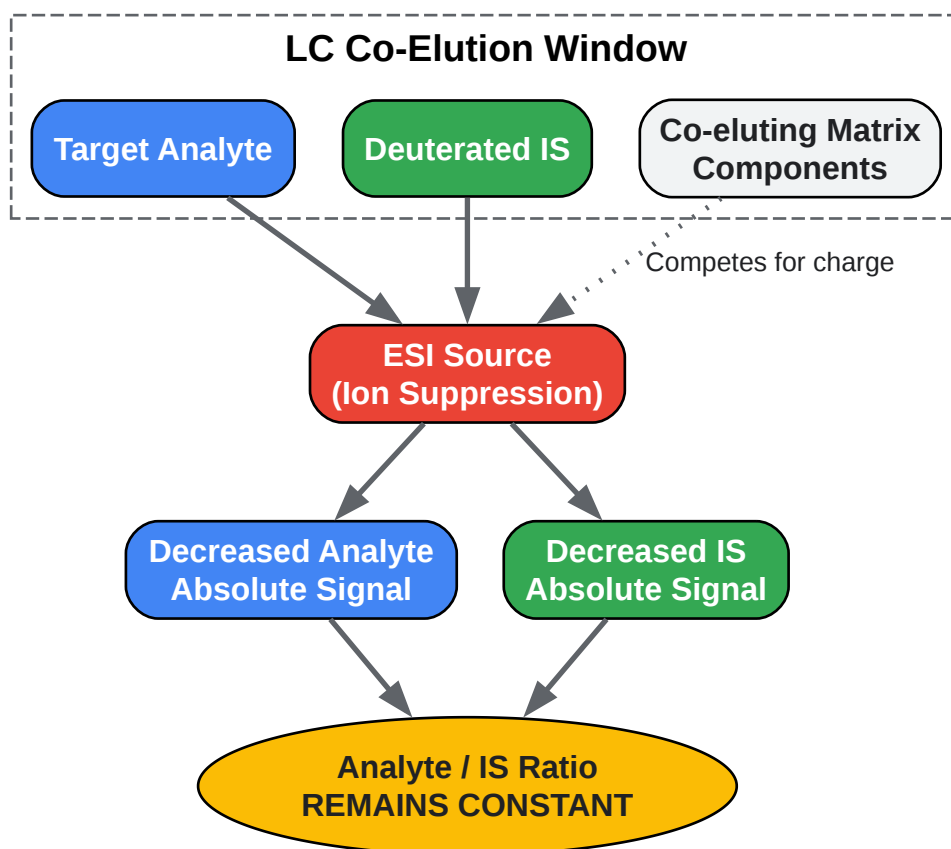 LC Co-Elution Window
Target Analyte
Deuterated IS
Co-eluting Matrix
Components
Competes for charge
ESI Source
(Ion Suppression)
Decreased Analyte
Absolute Signal
Decreased IS
Absolute Signal
Analyte / IS Ratio
REMAINS CONSTANT